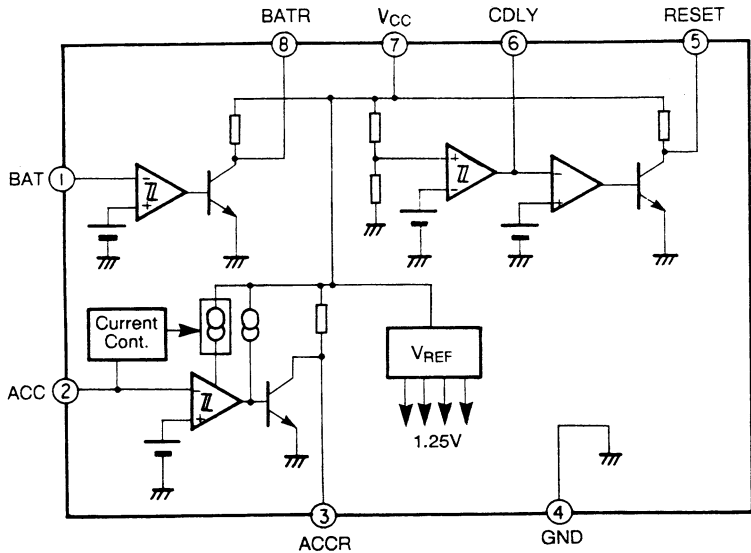 BATR VCC CDLY RESET
8 7 6 5
BAT 1
- +
+ -
- +
Current
Cont.
ACC 2
- +
VREF
1.25V
3 4
ACCR GND